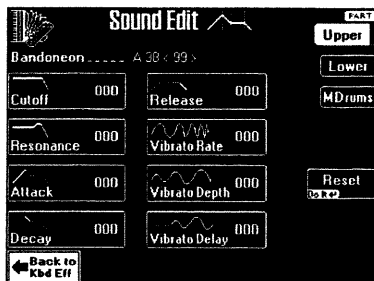 Sound Edit
PART
Upper
Bandoneon A 38 < 99 >
Lower
Cutoff 000
Release 000
MDrums
Resonance 000
Vibrato Rate 000
Attack 000
Vibrato Depth 000
Reset
Decay 000
Vibrato Delay 000
Back to
Kbd Eff